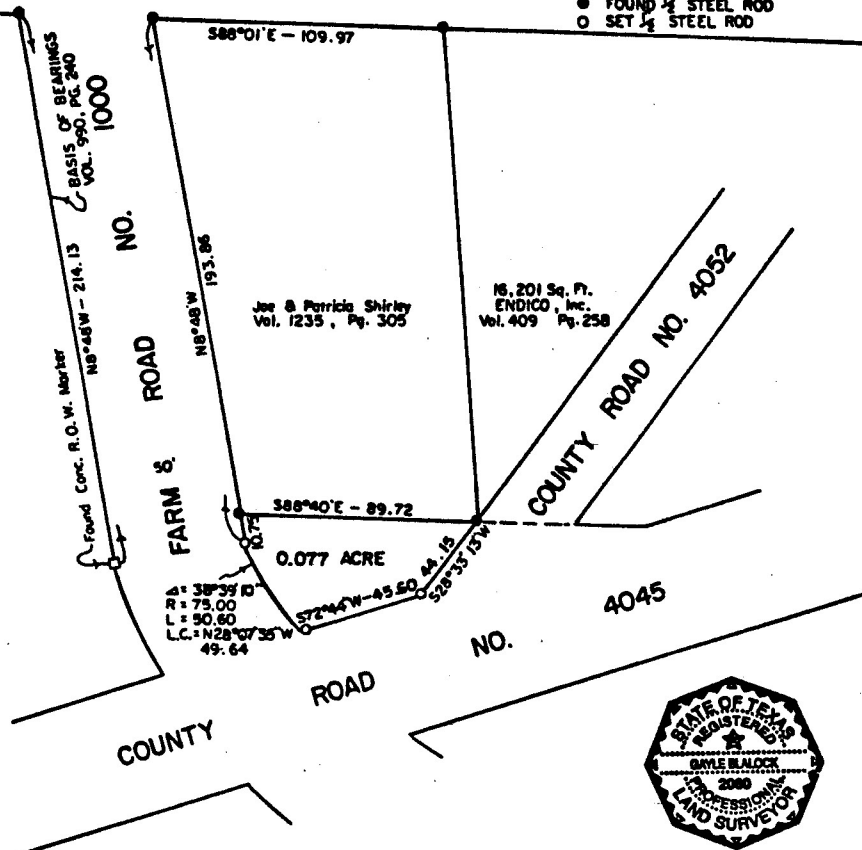 ● FOUND ½ STEEL ROD
○ SET ½ STEEL ROD
S88°01'E - 109.97
BASIS OF BEARINGS
VOL. 990, PG. 240
1000
NO.
ROAD
FARM
50.
N8°48'W - 214.13
Found Conc. R.O.W. Marker
N8°48'W
193.86
Joe & Patricia Shirley
Vol. 1235, Pg. 305
16,201 Sq. Ft.
ENDICO, Inc.
Vol. 409 Pg. 258
COUNTY ROAD NO. 4052
S88°40'E - 89.72
10.75
0.077 ACRE
44.15
S28°33'13"W
S72°44'W - 45.60
Δ = 38°39'10"
R = 75.00
L = 50.60
L.C. = N28°07'35"W
49.64
COUNTY ROAD NO. 4045
STATE OF TEXAS
REGISTERED
GAYLE BLALOCK
2060
PROFESSIONAL
LAND SURVEYOR